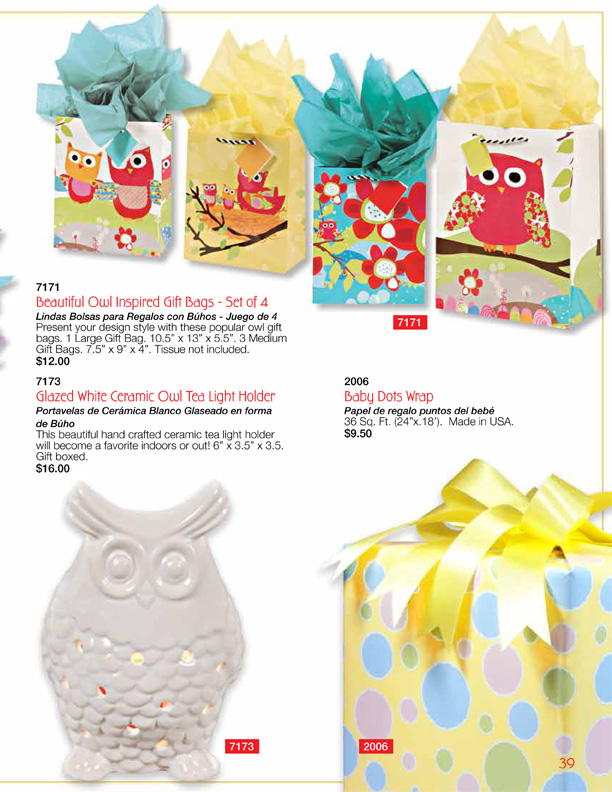 7171
Beautiful Owl Inspired Gift Bags - Set of 4
Lindas Bolsas para Regalos con Búhos - Juego de 4
Present your design style with these popular owl gift
bags. 1 Large Gift Bag. 10.5” x 13” x 5.5”. 3 Medium
Gift Bags. 7.5” x 9” x 4”. Tissue not included.
$12.00
7171
7173
Glazed White Ceramic Owl Tea Light Holder
Portavelas de Cerámica Blanco Glaseado en forma
de Búho
This beautiful hand crafted ceramic tea light holder
will become a favorite indoors or out! 6” x 3.5” x 3.5.
Gift boxed.
$16.00
2006
Baby Dots Wrap
Papel de regalo puntos del bebé
36 Sq. Ft. (24”x.18’). Made in USA.
$9.50
7173
2006
39